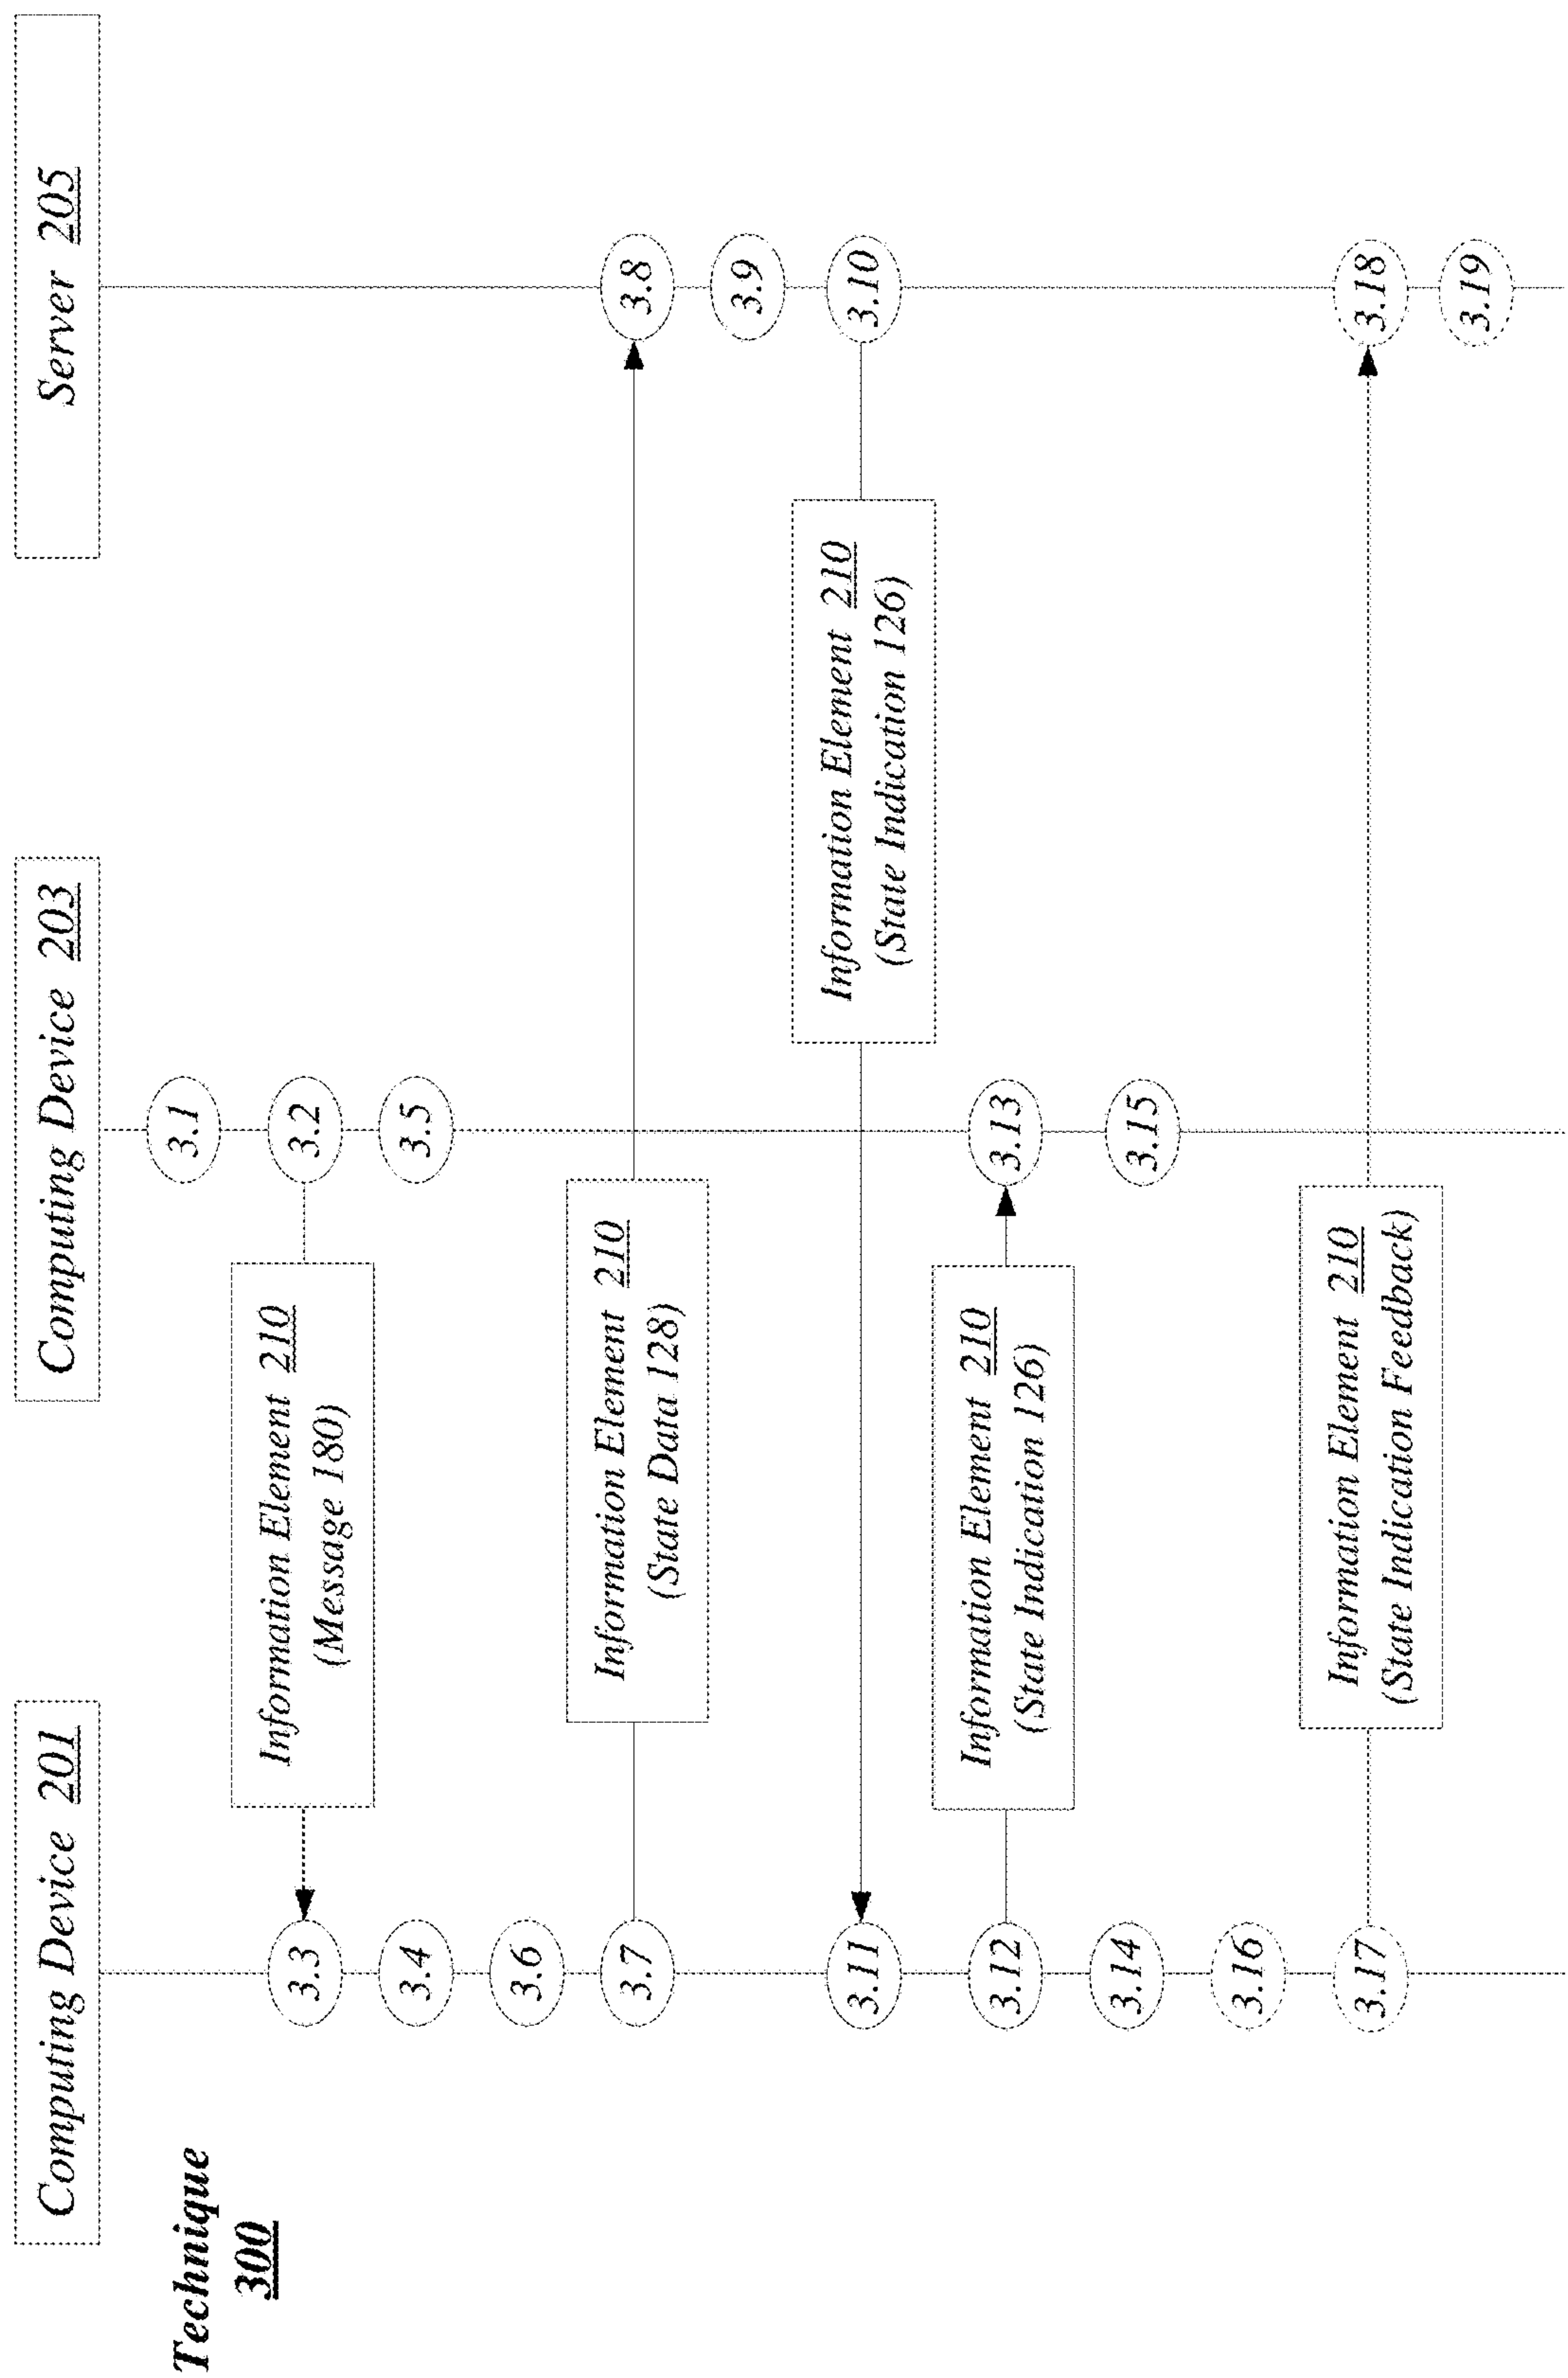 Technique
300
Computing Device 201
Computing Device 203
Server 205
3.1
3.3
Information Element 210
(Message 180)
3.2
3.4
3.5
3.6
3.7
Information Element 210
(State Data 128)
3.8
3.9
3.11
Information Element 210
(State Indication 126)
3.10
3.12
Information Element 210
(State Indication 126)
3.13
3.14
3.15
3.16
3.17
Information Element 210
(State Indication Feedback)
3.18
3.19